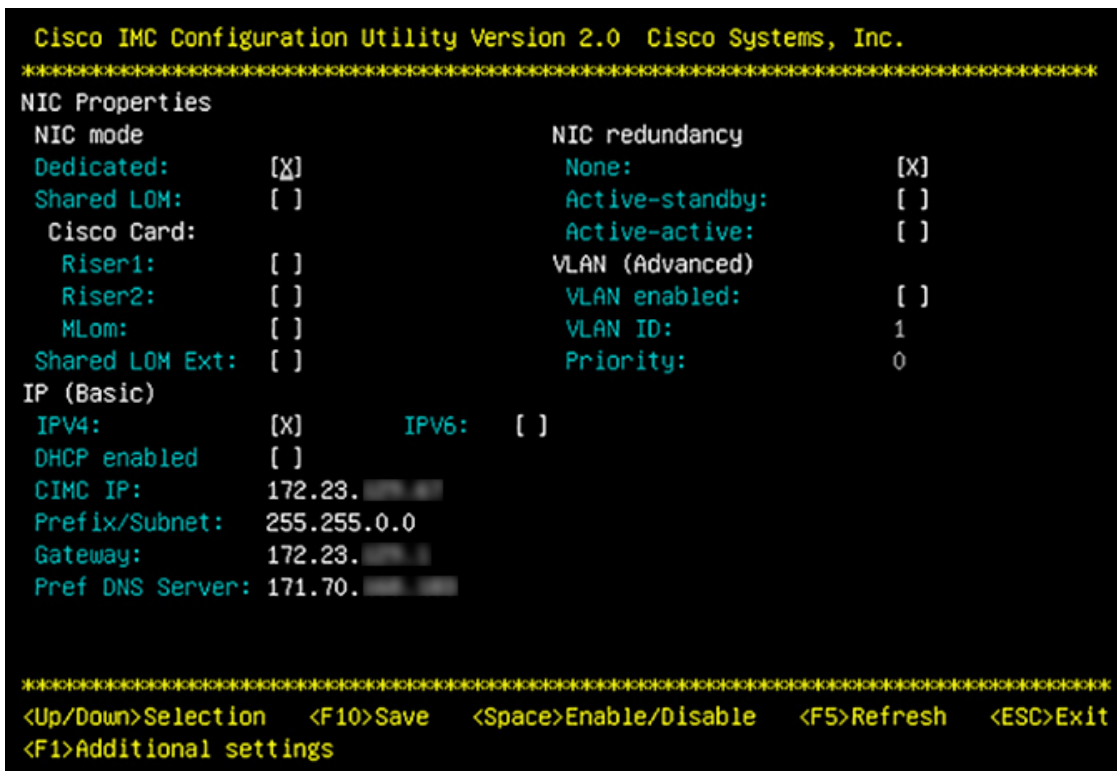 Cisco IMC Configuration Utility Version 2.0 Cisco Systems, Inc.
NIC Properties
NIC mode NIC redundancy
Dedicated: [X] None: [X]
Shared LOM: [ ] Active-standby: [ ]
Cisco Card: Active-active: [ ]
Riser1: [ ] VLAN (Advanced)
Riser2: [ ] VLAN enabled: [ ]
MLom: [ ] VLAN ID: 1
Shared LOM Ext: [ ] Priority: 0
IP (Basic)
IPV4: [X] IPV6: [ ]
DHCP enabled [ ]
CIMC IP: 172.23.
Prefix/Subnet: 255.255.0.0
Gateway: 172.23.
Pref DNS Server: 171.70.
<Up/Down>Selection <F10>Save <Space>Enable/Disable <F5>Refresh <ESC>Exit
<F1>Additional settings